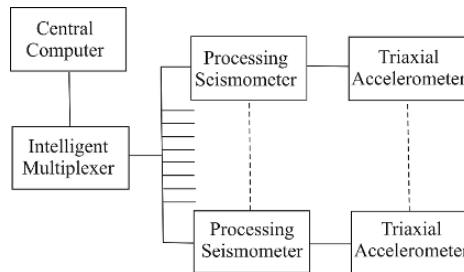 Central
Computer
Processing
Seismometer
Triaxial
Accelerometer
Intelligent
Multiplexer
Processing
Seismometer
Triaxial
Accelerometer